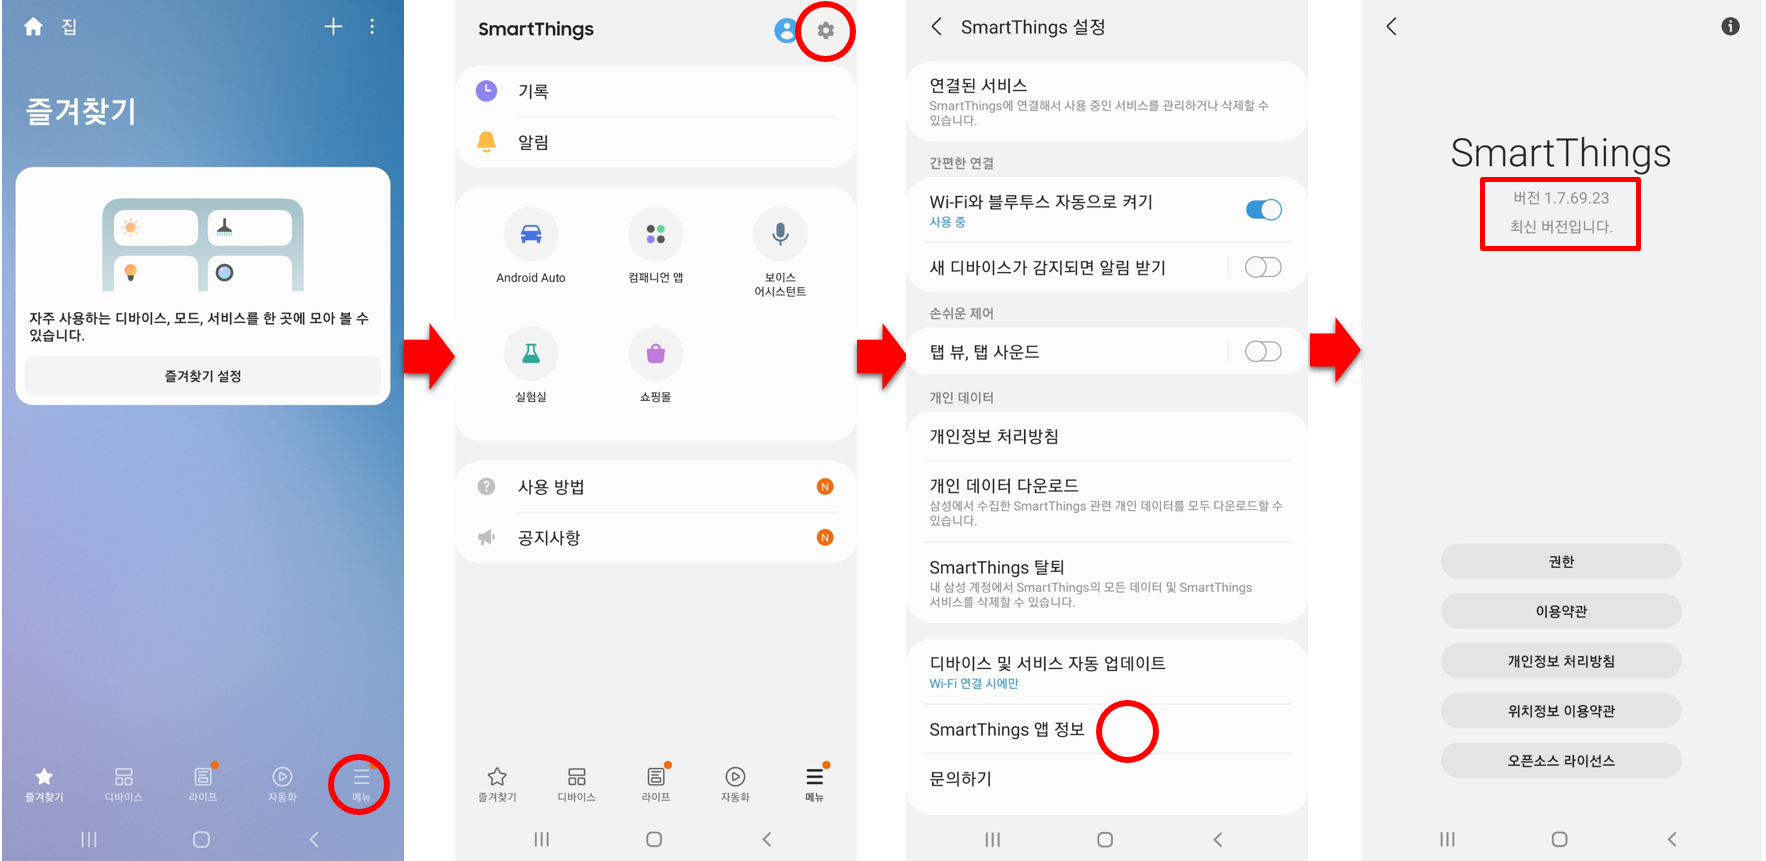 집
즐겨찾기
자주 사용하는 디바이스, 모드, 서비스를 한 곳에 모아 볼 수
있습니다.
즐겨찾기 설정
즐겨찾기
디바이스
라이프
자동화
메뉴
SmartThings
기록
알림
Android Auto
컴패니언 앱
보이스
어시스턴트
실험실
쇼핑몰
사용 방법
N
공지사항
N
즐겨찾기
디바이스
라이프
자동화
메뉴
SmartThings 설정
연결된 서비스
SmartThings에 연결해서 사용 중인 서비스를 관리하거나 삭제할 수
있습니다.
간편한 연결
Wi-Fi와 블루투스 자동으로 켜기
사용 중
새 디바이스가 감지되면 알림 받기
손쉬운 제어
탭 뷰, 탭 사운드
개인 데이터
개인정보 처리방침
개인 데이터 다운로드
삼성에서 수집한 SmartThings 관련 개인 데이터를 모두 다운로드할 수
있습니다.
SmartThings 탈퇴
내 삼성 계정에서 SmartThings의 모든 데이터 및 SmartThings
서비스를 삭제할 수 있습니다.
디바이스 및 서비스 자동 업데이트
Wi-Fi 연결 시에만
SmartThings 앱 정보
문의하기
SmartThings
버전 1.7.69.23
최신 버전입니다.
권한
이용약관
개인정보 처리방침
위치정보 이용약관
오픈소스 라이선스